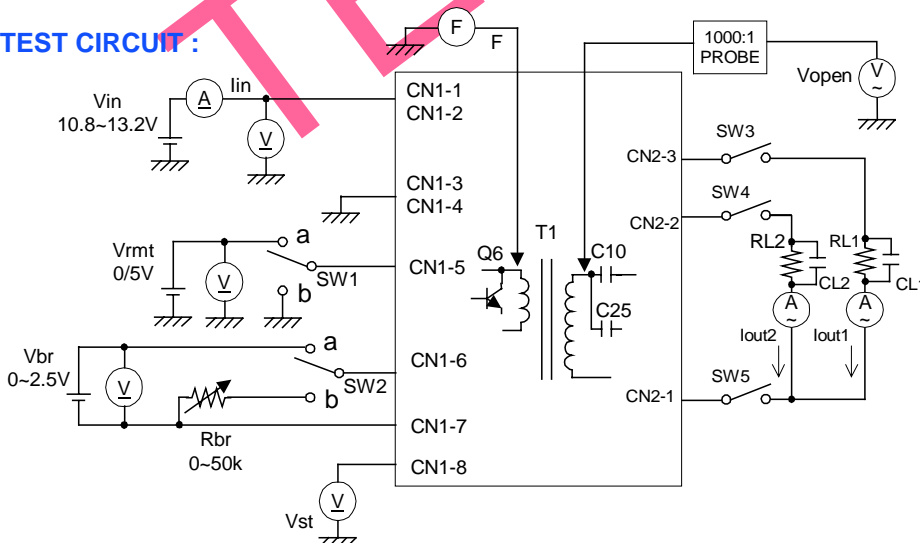 TEST CIRCUIT :
F
F
1000:1
PROBE
Vopen
V
~
Vin
10.8~13.2V
A
Iin
V
CN1-1
CN1-2
CN1-3
CN1-4
Vrmt
0/5V
V
a
b
SW1
CN1-5
Q6
T1
C10
C25
CN2-3
SW3
CN2-2
SW4
RL2
RL1
CL2
CL1
A
~
A
~
Iout2
Iout1
Vbr
0~2.5V
V
a
b
SW2
CN1-6
Rbr
0~50k
CN1-7
CN1-8
V
Vst
CN2-1
SW5